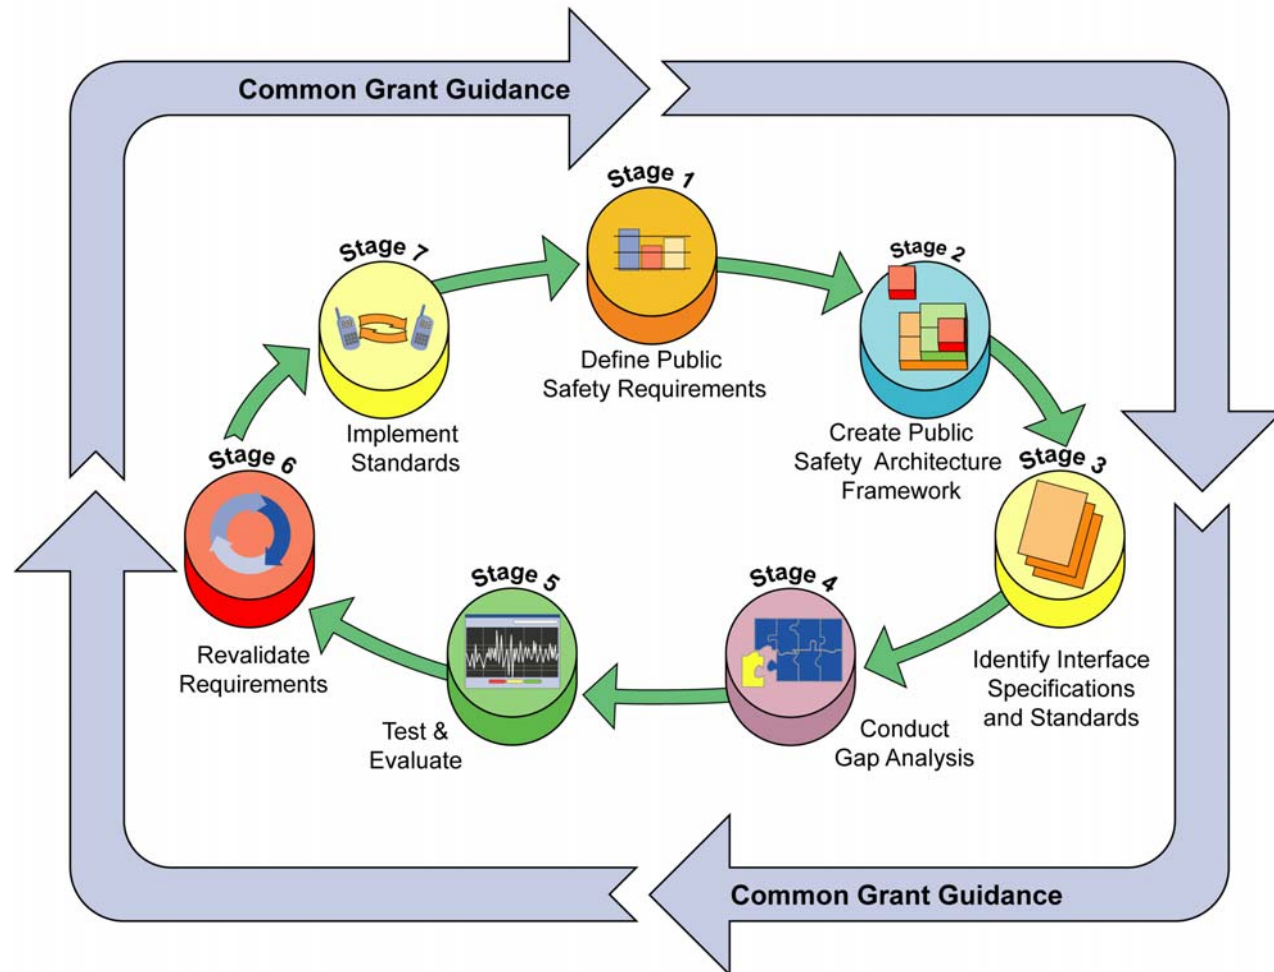 Common Grant Guidance
Stage 1
Define Public
Safety Requirements
Stage 2
Create Public
Safety Architecture
Framework
Stage 3
Identify Interface
Specifications
and Standards
Stage 4
Conduct
Gap Analysis
Stage 5
Test &
Evaluate
Stage 6
Revalidate
Requirements
Stage 7
Implement
Standards
Common Grant Guidance